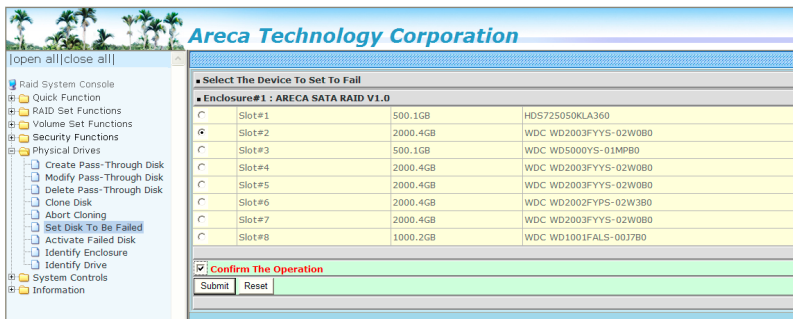 Areca Technology Corporation
|open all|close all|
Raid System Console
Quick Function
RAID Set Functions
Volume Set Functions
Security Functions
Physical Drives
Create Pass-Through Disk
Modify Pass-Through Disk
Delete Pass-Through Disk
Clone Disk
Abort Cloning
Set Disk To Be Failed
Activate Failed Disk
Identify Enclosure
Identify Drive
System Controls
Information
Select The Device To Set To Fail
Enclosure#1 : ARECA SATA RAID V1.0
Slot#1 500.1GB HDS725050KLA360
Slot#2 2000.4GB WDC WD2003FYYS-02W0B0
Slot#3 500.1GB WDC WD5000YS-01MPB0
Slot#4 2000.4GB WDC WD2003FYYS-02W0B0
Slot#5 2000.4GB WDC WD2003FYYS-02W0B0
Slot#6 2000.4GB WDC WD2002FYPS-02W3B0
Slot#7 2000.4GB WDC WD2003FYYS-02W0B0
Slot#8 1000.2GB WDC WD1001FALS-00J7B0
Confirm The Operation
Submit Reset